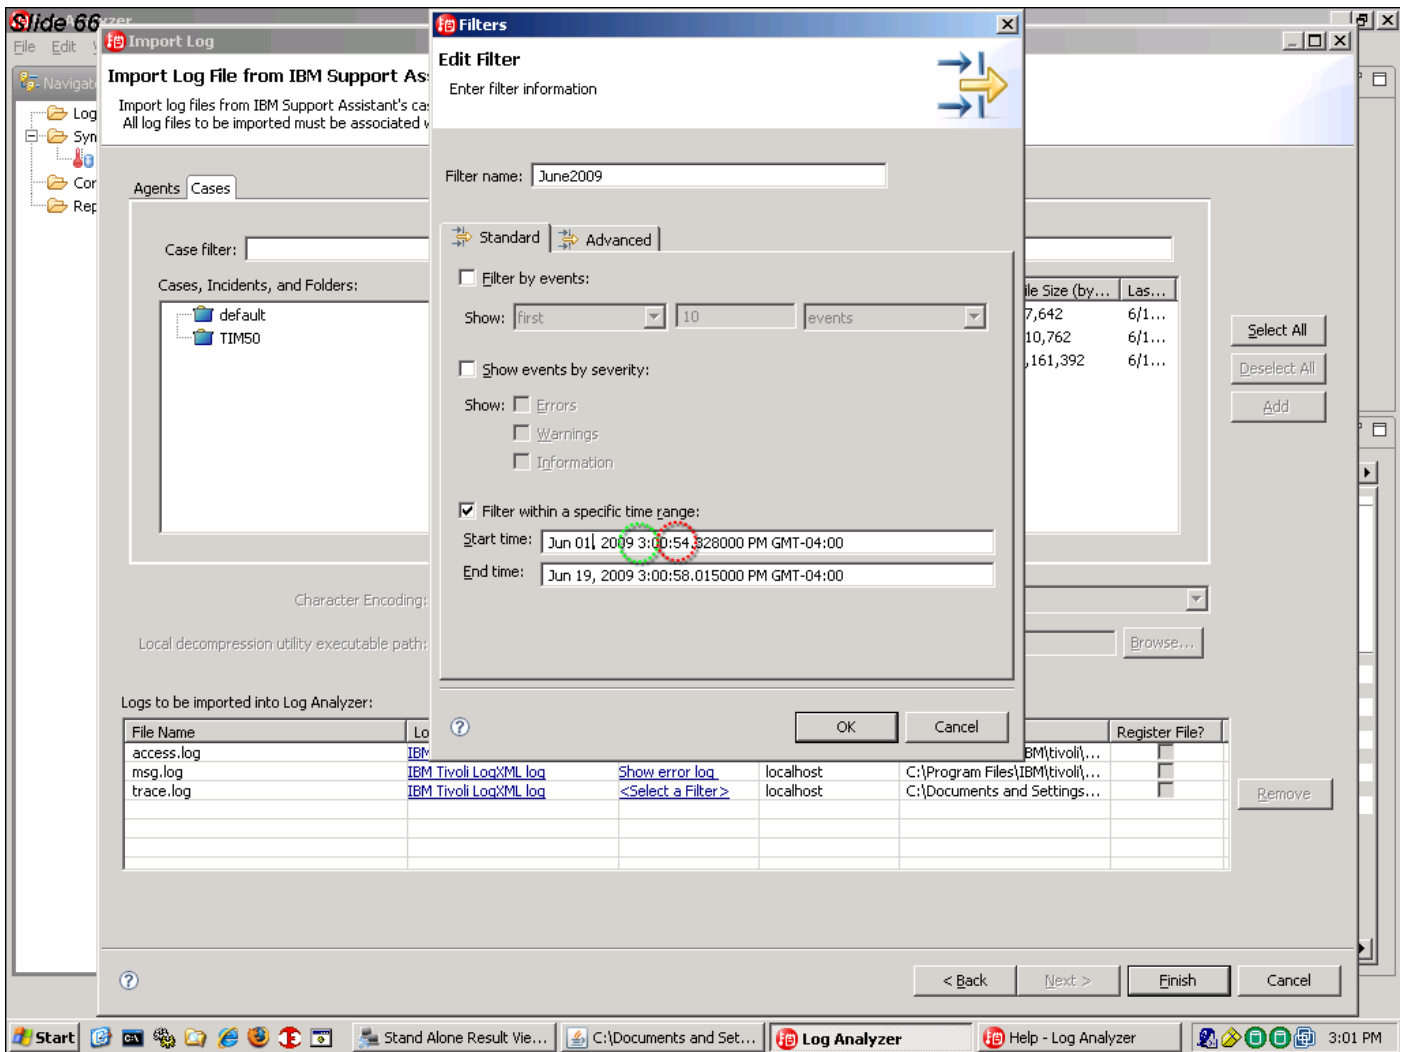 Slide 66
Analyzer
File Edit
Import Log
Filters
Import Log File from IBM Support As
Import log files from IBM Support Assistant's ca
All log files to be imported must be associated
Edit Filter
Enter filter information
Navigat
Log
Syn
Cor
Rep
Filter name: June2009
Agents Cases
Standard Advanced
Case filter:
Filter by events:
Cases, Incidents, and Folders:
default
TIM50
Show: first 10 events
ile Size (by... Las...
7,642 6/1...
10,762 6/1...
,161,392 6/1...
Select All
Deselect All
Add
Show events by severity:
Show: Errors
Warnings
Information
Filter within a specific time range:
Start time: Jun 01, 2009 3:00:54.328000 PM GMT-04:00
End time: Jun 19, 2009 3:00:58.015000 PM GMT-04:00
Character Encoding:
Local decompression utility executable path:
Browse...
Logs to be imported into Log Analyzer:
OK Cancel
File Name Lo Register File?
access.log IBM BM\tivoli\...
msg.log IBM Tivoli LogXML log Show error log localhost C:\Program Files\IBM\tivoli\...
trace.log IBM Tivoli LogXML log <Select a Filter> localhost C:\Documents and Settings...
Remove
< Back Next > Finish Cancel
Start Stand Alone Result Vie... C:\Documents and Set... Log Analyzer Help - Log Analyzer 3:01 PM